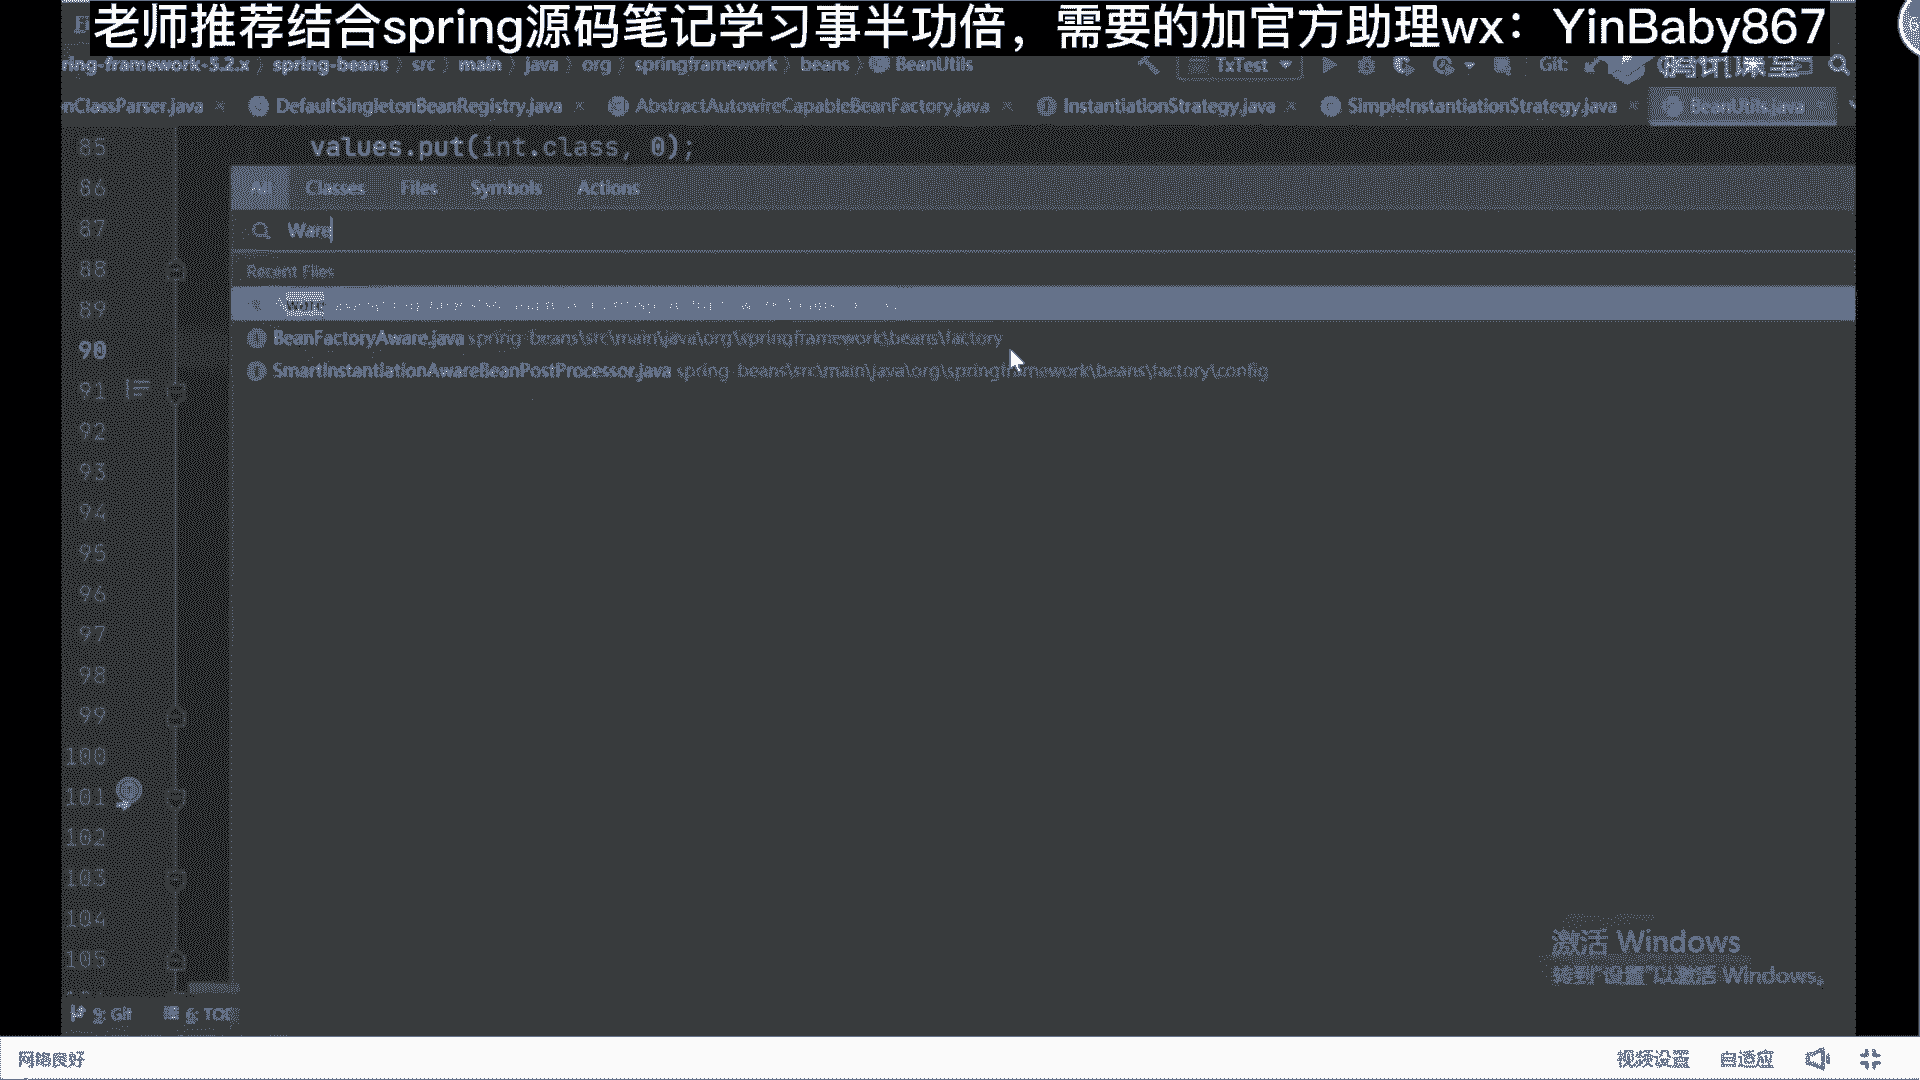 老师推荐结合spring源码笔记学习事半功倍，需要的加官方助理wx：YinBaby867
ring-framework-5.2.x 〉 spring-beans 〉 src 〉 main 〉 java 〉 org 〉 springframework 〉 beans 〉 BeanUtils TxTest Git:
nClassParser.java × DefaultSingletonBeanRegistry.java × AbstractAutowireCapableBeanFactory.java × InstantiationStrategy.java × SimpleInstantiationStrategy.java × BeanUtils.java
85 values.put(int.class, 0);
86 All Classes Files Symbols Actions
87 Ware
88 Recent Files
89
BeanFactoryAware.java spring-beans\src\main\java\org\springframework\beans\factory
90
SmartInstantiationAwareBeanPostProcessor.java spring-beans\src\main\java\org\springframework\beans\factory\config
91
92
93
94
95
96
97
98
99
100
101
102
103
104
105
激活 Windows
转到"设置"以激活 Windows。
9: Git 6: TOD
网络良好 视频设置 自适应